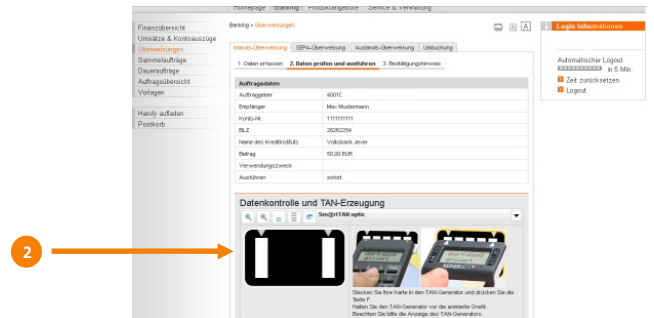 Homepage Banking Produktangebote Service & Verwaltung
Finanzübersicht
Umsätze & Kontoauszüge
Überweisungen
Sammelaufträge
Daueraufträge
Auftragsübersicht
Vorlagen
Handy aufladen
Postkorb
Banking » Überweisungen
A
Inlands-Überweisung SEPA-Überweisung Auslands-Überweisung Umbuchung
1. Daten erfassen 2. Daten prüfen und ausführen 3. Bestätigungshinweis
Auftragsdaten
Auftraggeber 4001
Empfänger Max Mustermann
Konto-Nr. 1111111111
BLZ 28262254
Name des Kreditinstituts Volksbank Jever
Betrag 50,00 EUR
Verwendungszweck
Ausführen sofort
Datenkontrolle und TAN-Erzeugung
Sm@rtTAN optic
Stecken Sie Ihre Karte in den TAN-Generator und drücken Sie die
Taste F.
Halten Sie den TAN-Generator vor die animierte Grafik.
Beachten Sie bitte die Anzeige des TAN-Generators.
Login Informationen
Automatischer Logout
in 5 Min.
Zeit zurücksetzen
Logout
2